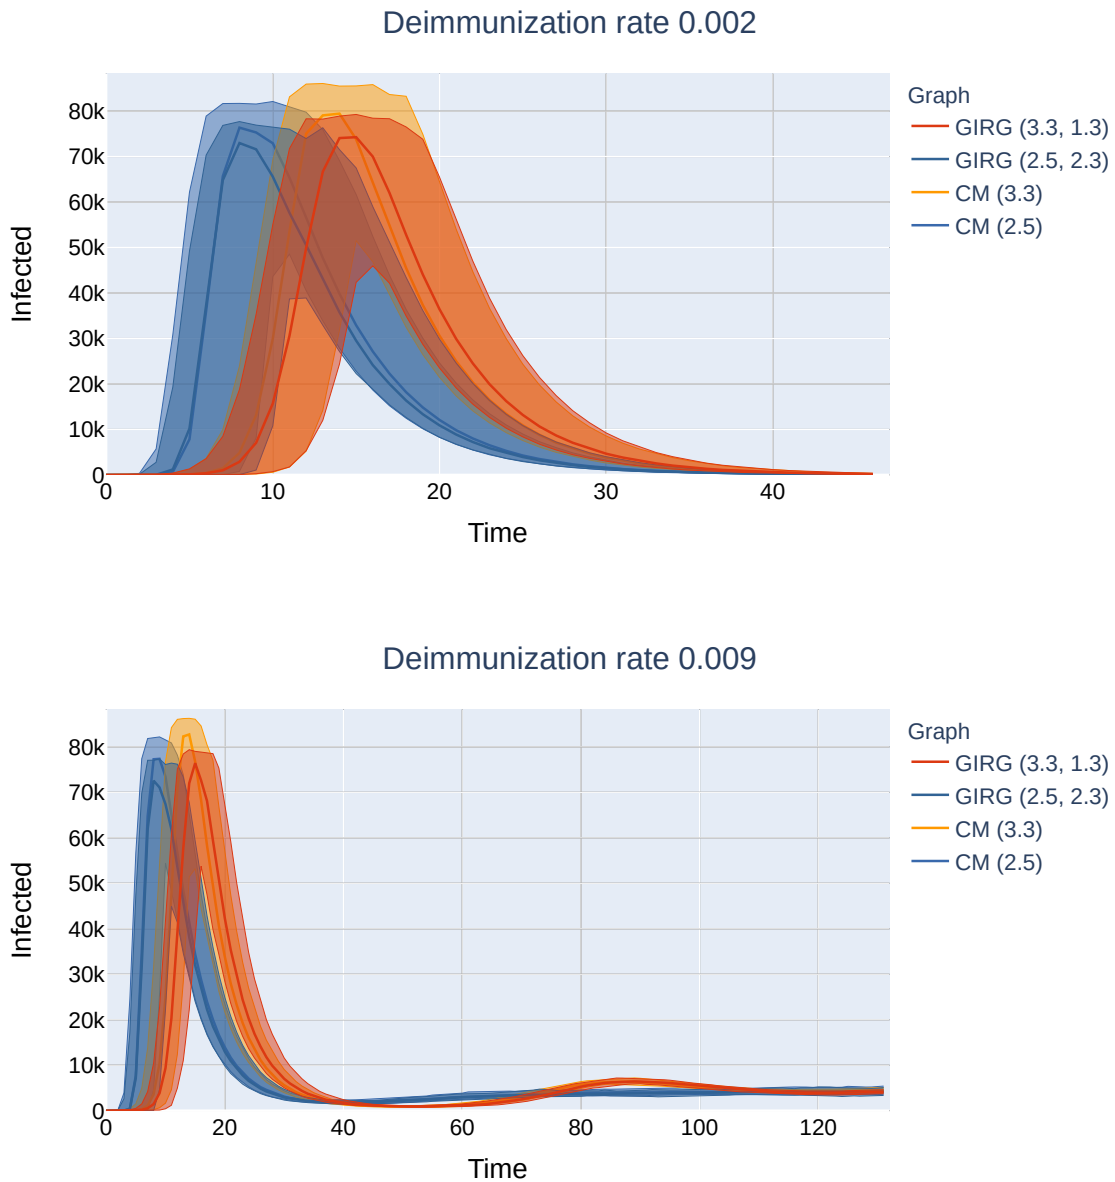 Deimmunization rate 0.002
Graph
GIRG (3.3, 1.3)
GIRG (2.5, 2.3)
CM (3.3)
CM (2.5)
Infected
80k
70k
60k
50k
40k
30k
20k
10k
0
0 10 20 30 40
Time
Deimmunization rate 0.009
Graph
GIRG (3.3, 1.3)
GIRG (2.5, 2.3)
CM (3.3)
CM (2.5)
Infected
80k
70k
60k
50k
40k
30k
20k
10k
0
0 20 40 60 80 100 120
Time